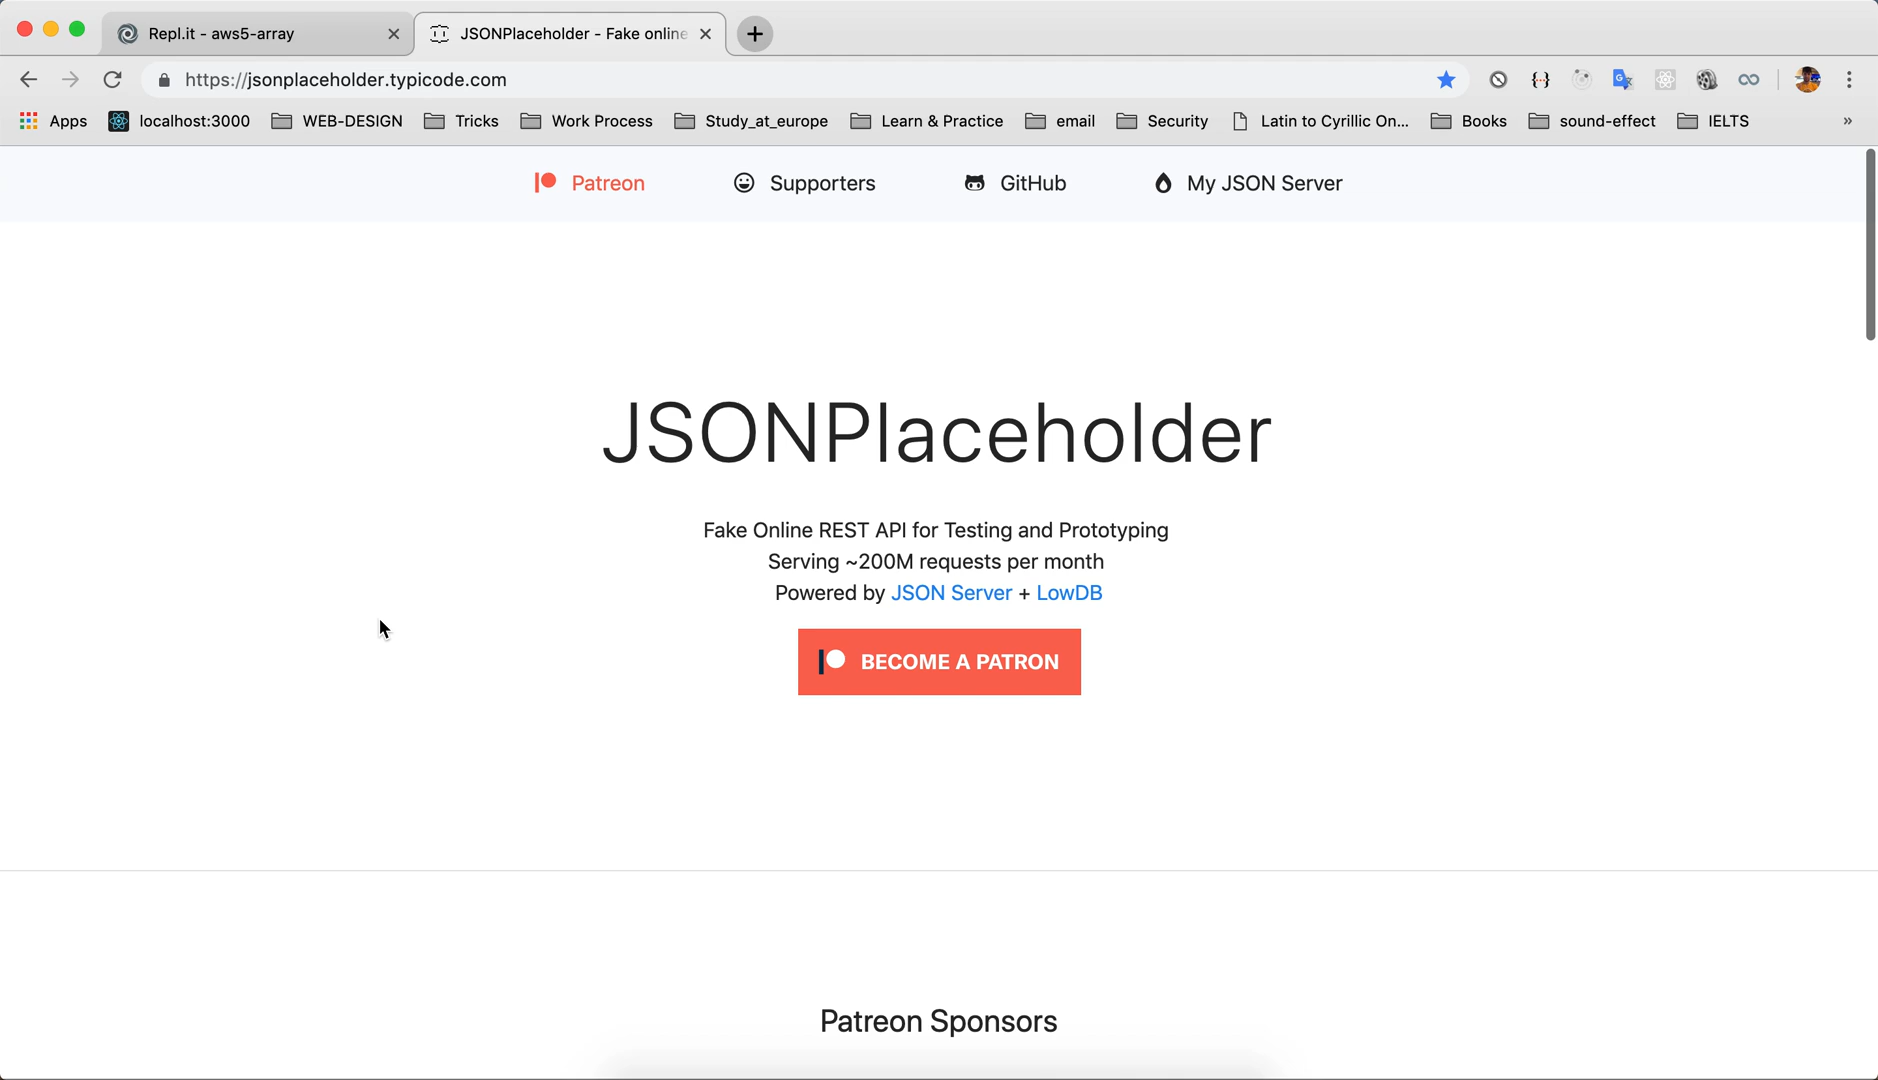 Repl.it - aws5-array
JSONPlaceholder - Fake online
https://jsonplaceholder.typicode.com
Apps localhost:3000 WEB-DESIGN Tricks Work Process Study_at_europe Learn & Practice email Security Latin to Cyrillic On... Books sound-effect IELTS »
Patreon Supporters GitHub My JSON Server
JSONPlaceholder
Fake Online REST API for Testing and Prototyping
Serving ~200M requests per month
Powered by JSON Server + LowDB
BECOME A PATRON
Patreon Sponsors